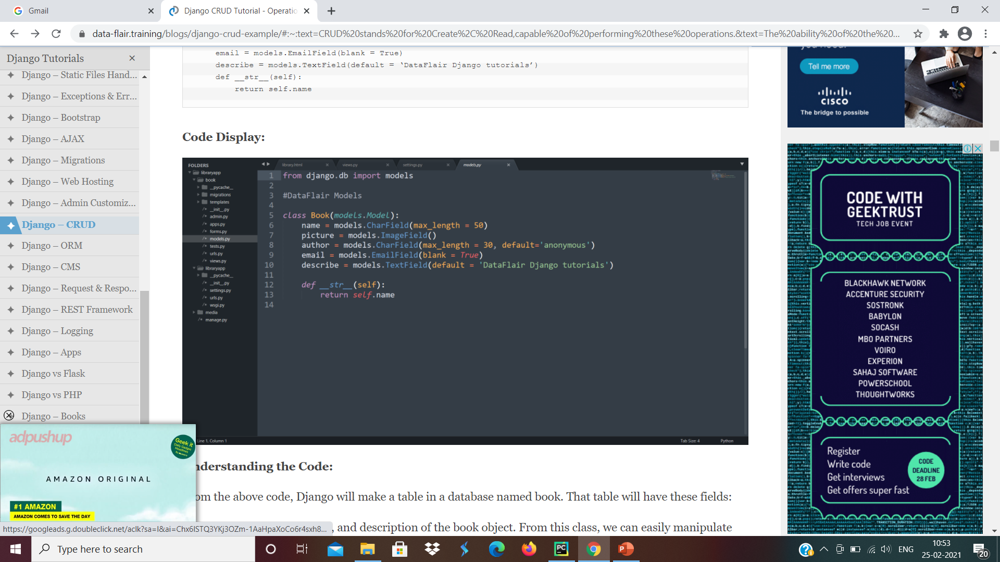 Gmail
Django CRUD Tutorial - Operatio
data-flair.training/blogs/django-crud-example/#:~:text=CRUD%20stands%20for%20Create%2C%20Read,capable%20of%20performing%20these%20operations.&text=The%20ability%20of%20the%20...
Django Tutorials
Django – Static Files Hand...
Django – Exceptions & Err...
Django – Bootstrap
Django – AJAX
Django – Migrations
Django – Web Hosting
Django – Admin Customiz...
Django – CRUD
Django – ORM
Django – CMS
Django – Request & Respo...
Django – REST Framework
Django – Logging
Django – Apps
Django vs Flask
Django vs PHP
Django – Books
email = models.EmailField(blank = True)
describe = models.TextField(default = ‘DataFlair Django tutorials’)
def __str__(self):
return self.name
Code Display:
FOLDERS
libraryapp
book
__pycache__
migrations
templates
__init__.py
admin.py
apps.py
forms.py
models.py
tests.py
urls.py
views.py
libraryapp
__pycache__
__init__.py
settings.py
urls.py
wsgi.py
media
manage.py
library.html
views.py
settings.py
models.py
1 from django.db import models
2
3 #DataFlair Models
4
5 class Book(models.Model):
6 name = models.CharField(max_length = 50)
7 picture = models.ImageField()
8 author = models.CharField(max_length = 30, default='anonymous')
9 email = models.EmailField(blank = True)
10 describe = models.TextField(default = 'DataFlair Django tutorials')
11
12 def __str__(self):
13 return self.name
14
Line 1, Column 1
Tab Size: 4
Python
nderstanding the Code:
om the above code, Django will make a table in a database named book. That table will have these fields:
, and description of the book object. From this class, we can easily manipulate
adpushup
Geek it
Daily Gadget
Headlines
AMAZON ORIGINAL
#1 AMAZON
AMAZON COMES TO SAVE THE DAY
https://googleads.g.doubleclick.net/aclk?sa=l&ai=Chx6lSTQ3YKj3OZm-1AaHpaXoCo6r4sxh8...
Tell me more
CISCO
The bridge to possible
CODE WITH
GEEKTRUST
TECH JOB EVENT
BLACKHAWK NETWORK
ACCENTURE SECURITY
SOSTRONK
BABYLON
SOCASH
MBO PARTNERS
VOIRO
EXPERION
SAHAJ SOFTWARE
POWERSCHOOL
THOUGHTWORKS
Register
Write code
Get interviews
Get offers super fast
CODE
DEADLINE
28 FEB
Type here to search
ENG
10:53
25-02-2021
20